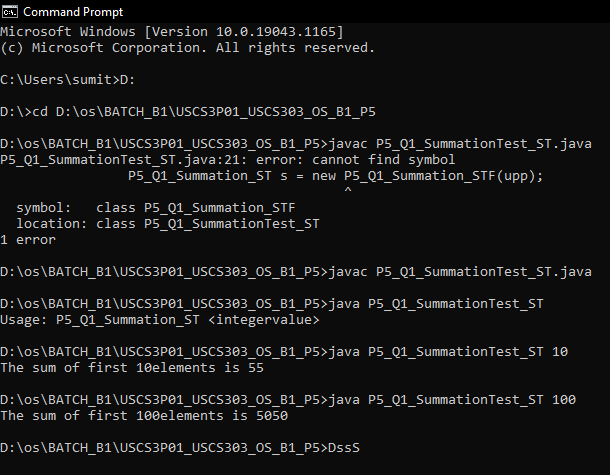 Command Prompt
Microsoft Windows [Version 10.0.19043.1165]
(c) Microsoft Corporation. All rights reserved.
C:\Users\sumit>D:
D:\>cd D:\os\BATCH_B1\USCS3P01_USCS303_OS_B1_P5
D:\os\BATCH_B1\USCS3P01_USCS303_OS_B1_P5>javac P5_Q1_SummationTest_ST.java
P5_Q1_SummationTest_ST.java:21: error: cannot find symbol
P5_Q1_Summation_ST s = new P5_Q1_Summation_STF(upp);
^
symbol:   class P5_Q1_Summation_STF
location: class P5_Q1_SummationTest_ST
1 error
D:\os\BATCH_B1\USCS3P01_USCS303_OS_B1_P5>javac P5_Q1_SummationTest_ST.java
D:\os\BATCH_B1\USCS3P01_USCS303_OS_B1_P5>java P5_Q1_SummationTest_ST
Usage: P5_Q1_Summation_ST <integervalue>
D:\os\BATCH_B1\USCS3P01_USCS303_OS_B1_P5>java P5_Q1_SummationTest_ST 10
The sum of first 10elements is 55
D:\os\BATCH_B1\USCS3P01_USCS303_OS_B1_P5>java P5_Q1_SummationTest_ST 100
The sum of first 100elements is 5050
D:\os\BATCH_B1\USCS3P01_USCS303_OS_B1_P5>DssS